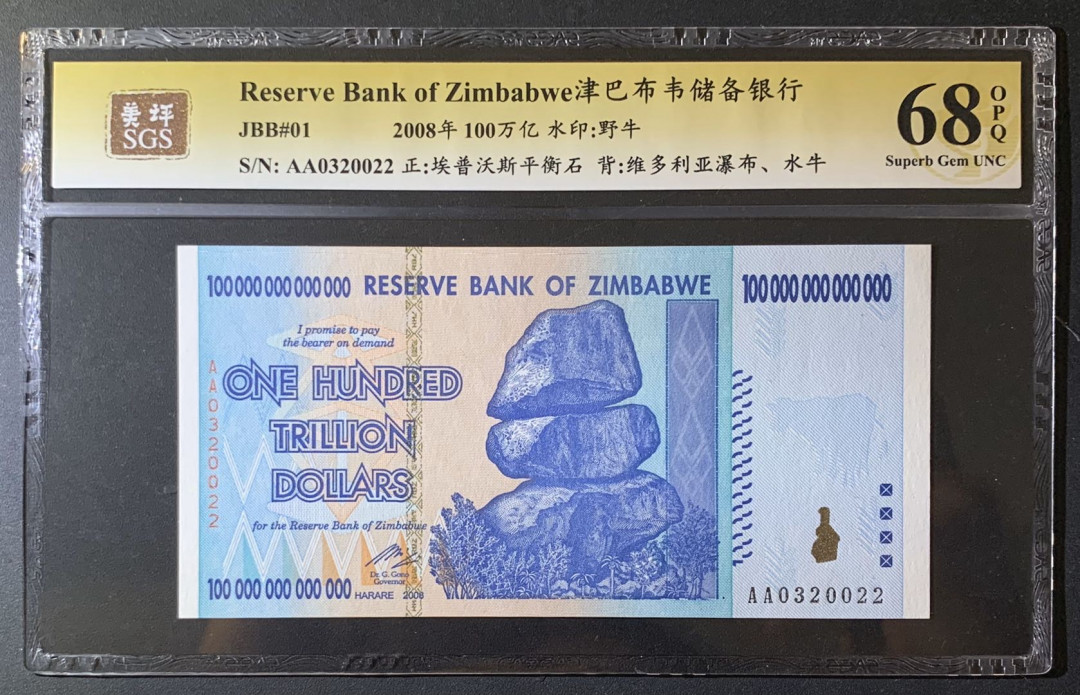 美评
SGS
Reserve Bank of Zimbabwe津巴布韦储备银行
JBB#01 2008年 100万亿 水印:野牛
S/N: AA0320022 正:埃普沃斯平衡石 背:维多利亚瀑布、水牛
68
OPQ
Superb Gem UNC
100 000 000 000 000 RESERVE BANK OF ZIMBABWE 100 000 000 000 000
I promise to pay
the bearer on demand
ONE HUNDRED
TRILLION
DOLLARS
AA0320022
for the Reserve Bank of Zimbabwe
Dr. G. Gono
Governor
100 000 000 000 000 HARARE 2008
AA0320022